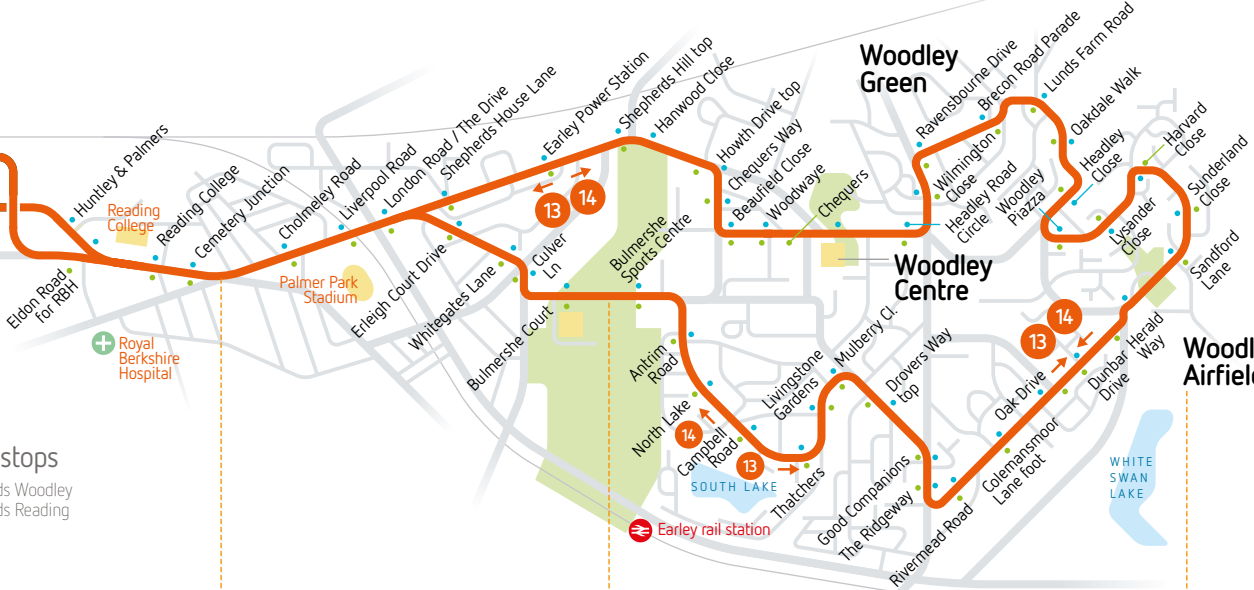 Huntley & Palmers
Reading
College
Reading College
Cemetery Junction
Cholmeley Road
Liverpool Road
London Road / The Drive
Shepherds House Lane
Earley Power Station
Shepherds Hill top
Hanwood Close
Howth Drive top
Chequers Way
Beaufield Close
Woodwave
Chequers
Woodley
Green
Ravensbourne Drive
Brecon Road Parade
Lunds Farm Road
Wilmington
Close
Headley Road
Circle
Woodley
Piazza
Oakdale Walk
Headley
Close
Harvard
Close
Sunderland
Close
Lysander
Close
Sandford
Lane
Woodley
Centre
13
14
Eldon Road
for RBH
Royal
Berkshire
Hospital
Palmer Park
Stadium
Erleigh Court Drive
Whitegates Lane
Culver
Ln
Bulmershe Court
Bulmershe
Sports Centre
Antrim
Road
North Lake
14
Campbell
Road
13
SOUTH LAKE
Thatchers
Livingstone
Gardens
Mulberry Cl.
Drovers Way
top
Good Companions
The Ridgeway
Rivermead Road
Colemansmoor
Lane foot
Oak Drive
13
14
Dunbar
Drive
Herald
Way
Woodl
Airfield
WHITE
SWAN
LAKE
Earley rail station
stops
ds Woodley
ds Reading